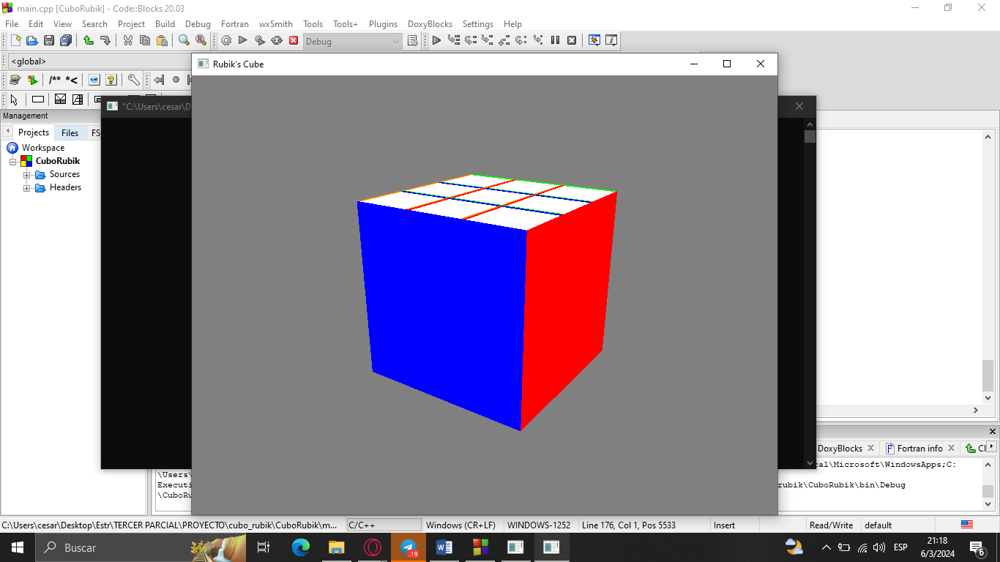 main.cpp [CuboRubik] - Code::Blocks 20.03
File Edit View Search Project Build Debug Fortran wxSmith Tools Tools+ Plugins DoxyBlocks Settings Help
Debug
<global>
Rubik's Cube
/** *<
"C:\Users\cesar\D
Management
Projects Files FS
Workspace
CuboRubik
Sources
Headers
DoxyBlocks Fortran info Cl
cal\Microsoft\WindowsApps;C:
\Users\
Executi
rubik\CuboRubik\bin\Debug
\CuboRu
C:\Users\cesar\Desktop\Estr\TERCER PARCIAL\PROYECTO\cubo_rubik\CuboRubik\m... C/C++ Windows (CR+LF) WINDOWS-1252 Line 176, Col 1, Pos 5533 Insert Read/Write default
Buscar
..19
ESP
21:18
6/3/2024
6